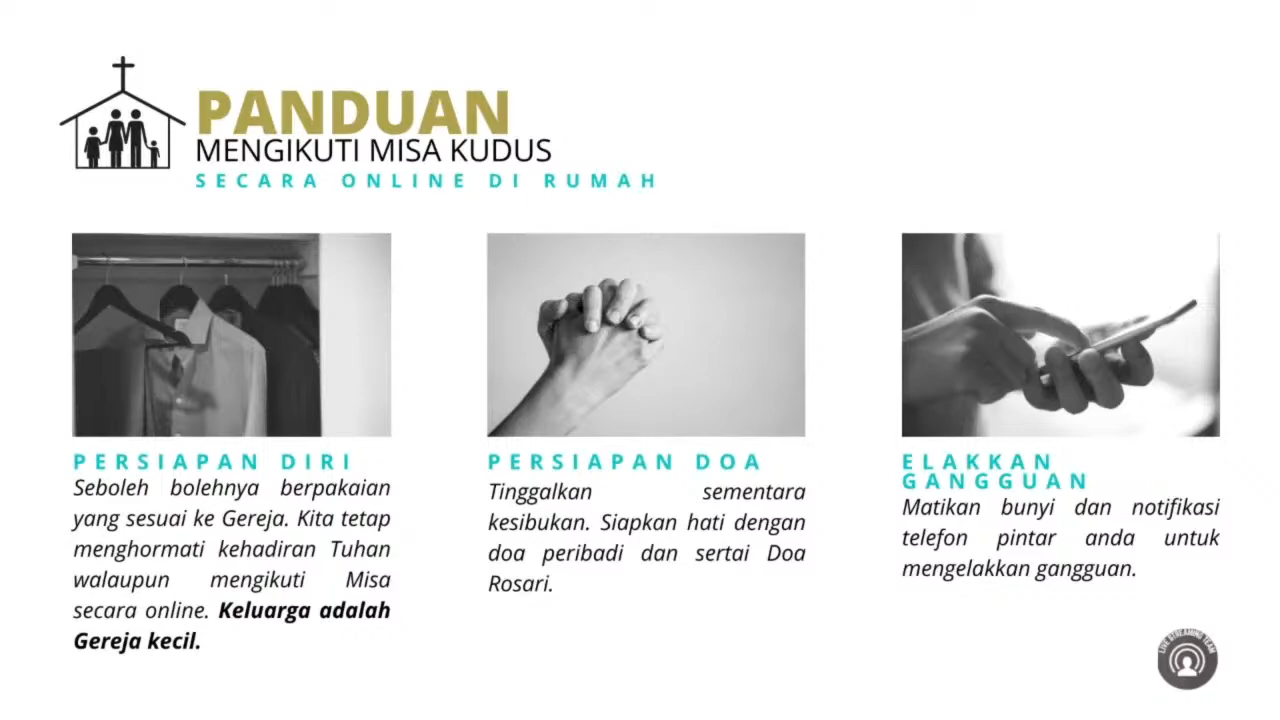 PANDUAN
MENGIKUTI MISA KUDUS
SECARA ONLINE DI RUMAH
PERSIAPAN DIRI
Seboleh bolehnya berpakaian
yang sesuai ke Gereja. Kita tetap
menghormati kehadiran Tuhan
walaupun mengikuti Misa
secara online. Keluarga adalah
Gereja kecil.
PERSIAPAN DOA
Tinggalkan sementara
kesibukan. Siapkan hati dengan
doa peribadi dan sertai Doa
Rosari.
ELAKKAN
GANGGUAN
Matikan bunyi dan notifikasi
telefon pintar anda untuk
mengelakkan gangguan.
LIVE STREAMING TEAM